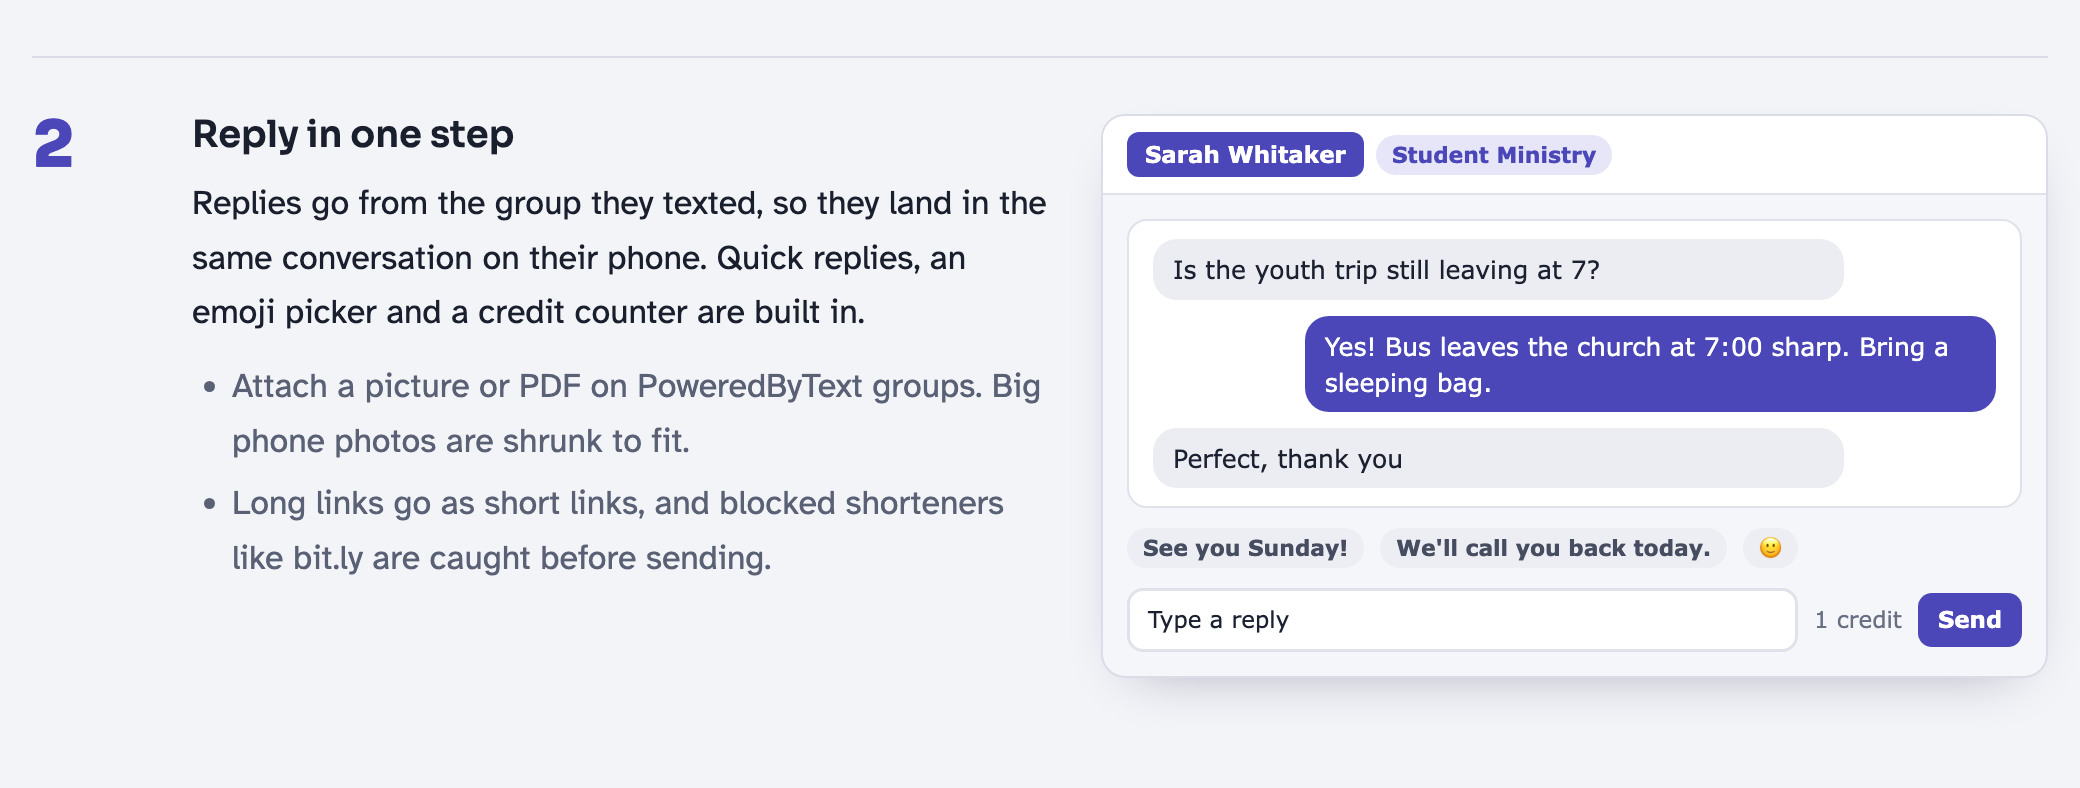 2
Reply in one step
Replies go from the group they texted, so they land in the
same conversation on their phone. Quick replies, an
emoji picker and a credit counter are built in.
• Attach a picture or PDF on PoweredByText groups. Big
phone photos are shrunk to fit.
• Long links go as short links, and blocked shorteners
like bit.ly are caught before sending.
Sarah Whitaker Student Ministry
Is the youth trip still leaving at 7?
Yes! Bus leaves the church at 7:00 sharp. Bring a
sleeping bag.
Perfect, thank you
See you Sunday! We'll call you back today. 🙂
Type a reply 1 credit Send